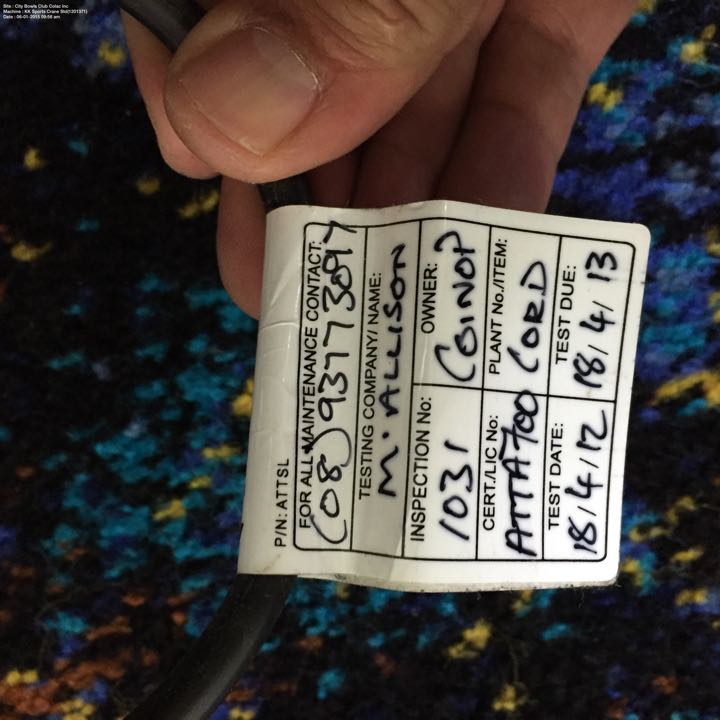 Site : City Bowls Club Colac Inc
Machine : KK Sports Crane Std(1201371)
Date : 06-01-2015 09:58 am
P/N: ATTSL
FOR ALL MAINTENANCE CONTACT:
(08) 9377 3097
TESTING COMPANY/ NAME:
M. ALLISON
INSPECTION No: OWNER:
1031 COINOP
CERT./LIC No: PLANT No./ITEM:
ATTA700 CORD
TEST DATE: TEST DUE:
18/4/12 18/4/13